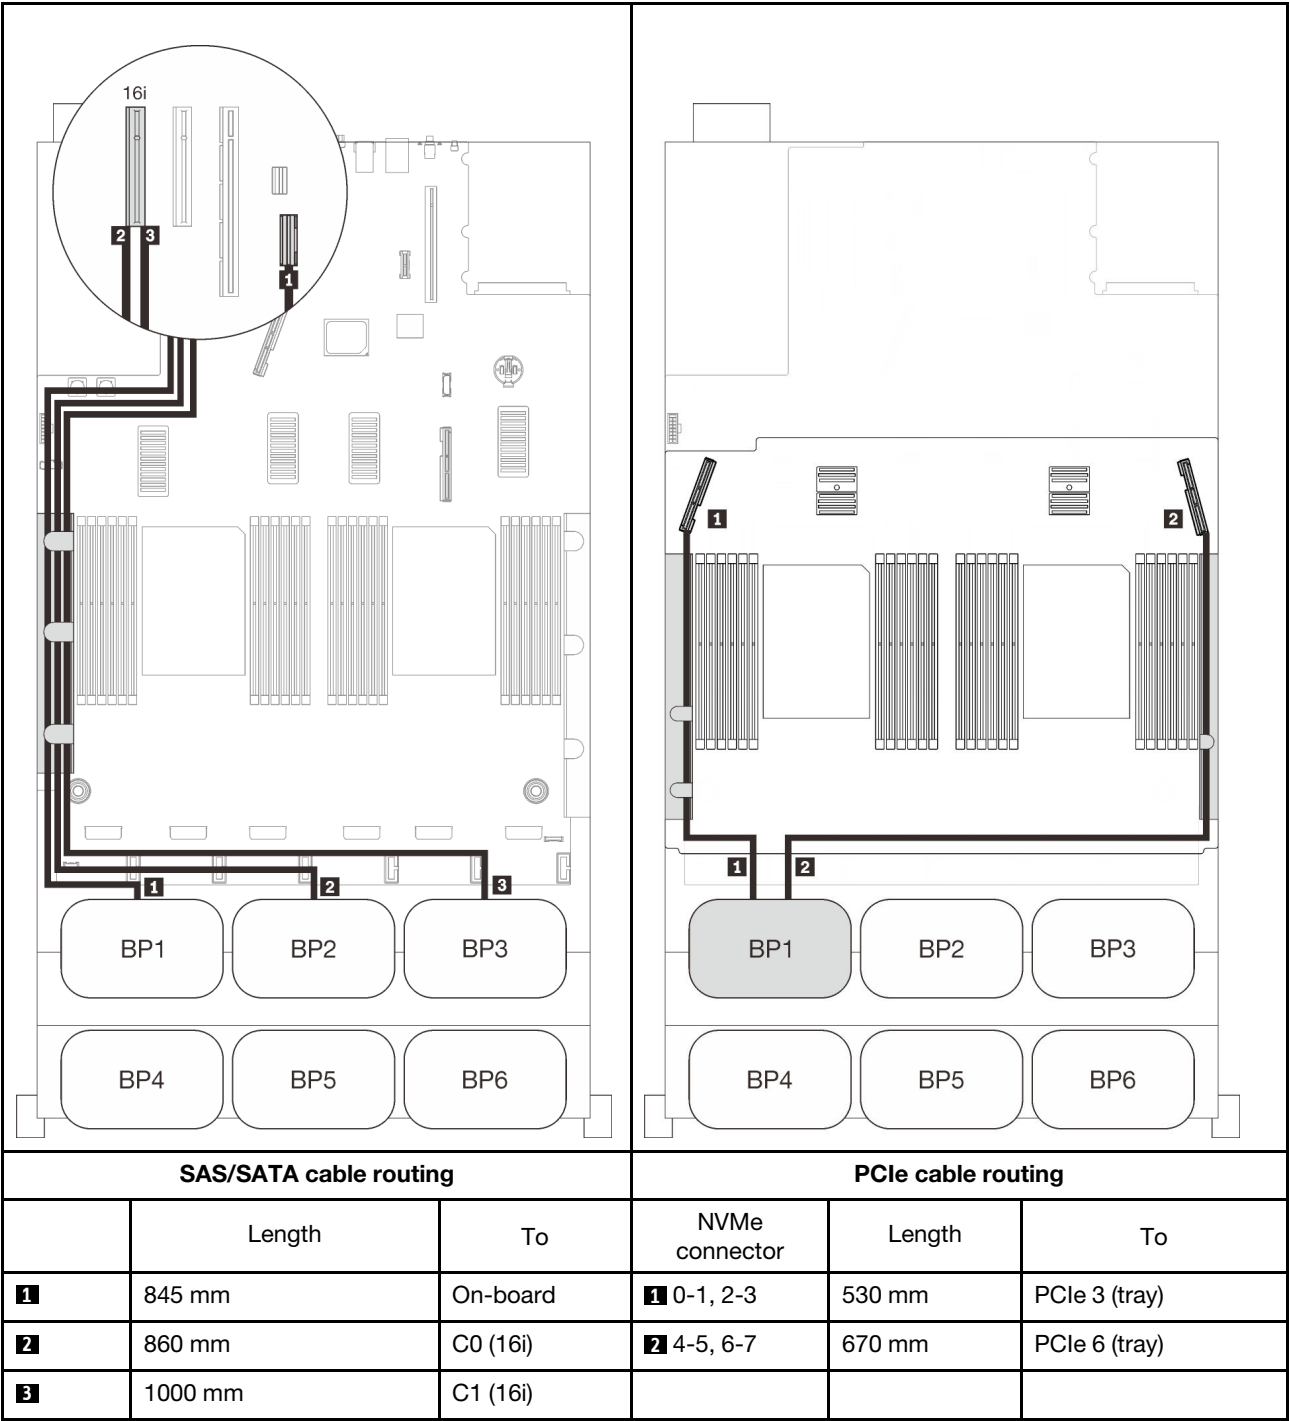 16i
2 3
1
1 2 3
BP1 BP2 BP3
BP4 BP5 BP6
1 2
1 2
BP1 BP2 BP3
BP4 BP5 BP6
SAS/SATA cable routing
PCIe cable routing
Length To
NVMe connector Length To
1 845 mm On-board
1 0-1, 2-3 530 mm PCIe 3 (tray)
2 860 mm C0 (16i)
2 4-5, 6-7 670 mm PCIe 6 (tray)
3 1000 mm C1 (16i)